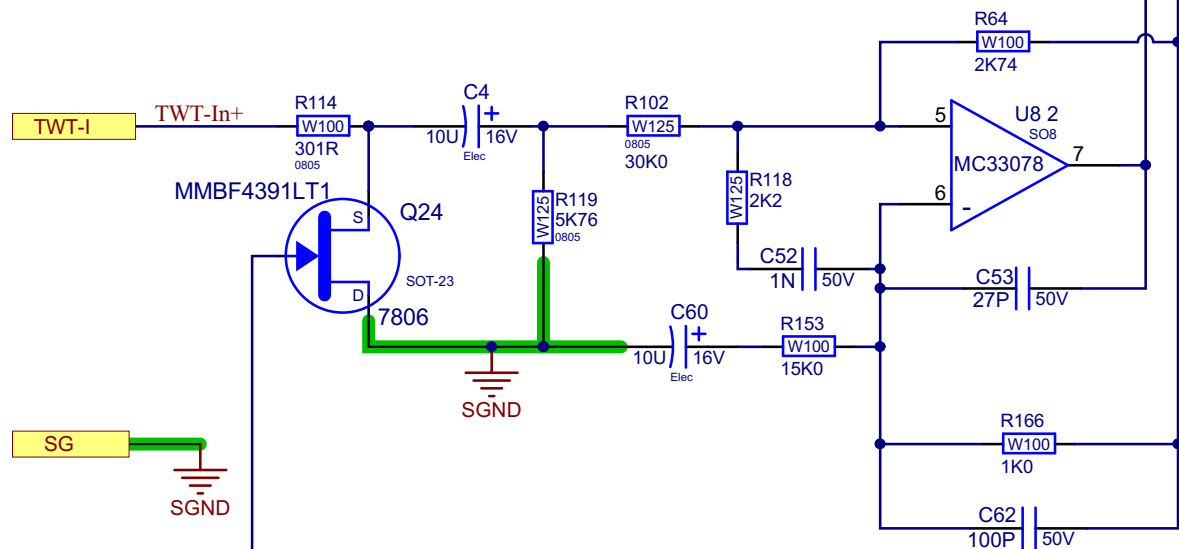 R64
W100
2K74
TWT-I
TWT-In+
R114
W100
301R
0805
C4
+
10U
16V
Elec
R102
W125
0805
30K0
5
U8 2
SO8
MC33078
7
6
-
MMBF4391LT1
S
Q24
SOT-23
D
7806
W125
R119
5K76
0805
W125
R118
2K2
C52
1N
50V
C53
27P
50V
C60
+
10U
16V
Elec
R153
W100
15K0
SGND
SG
SGND
R166
W100
1K0
C62
100P
50V